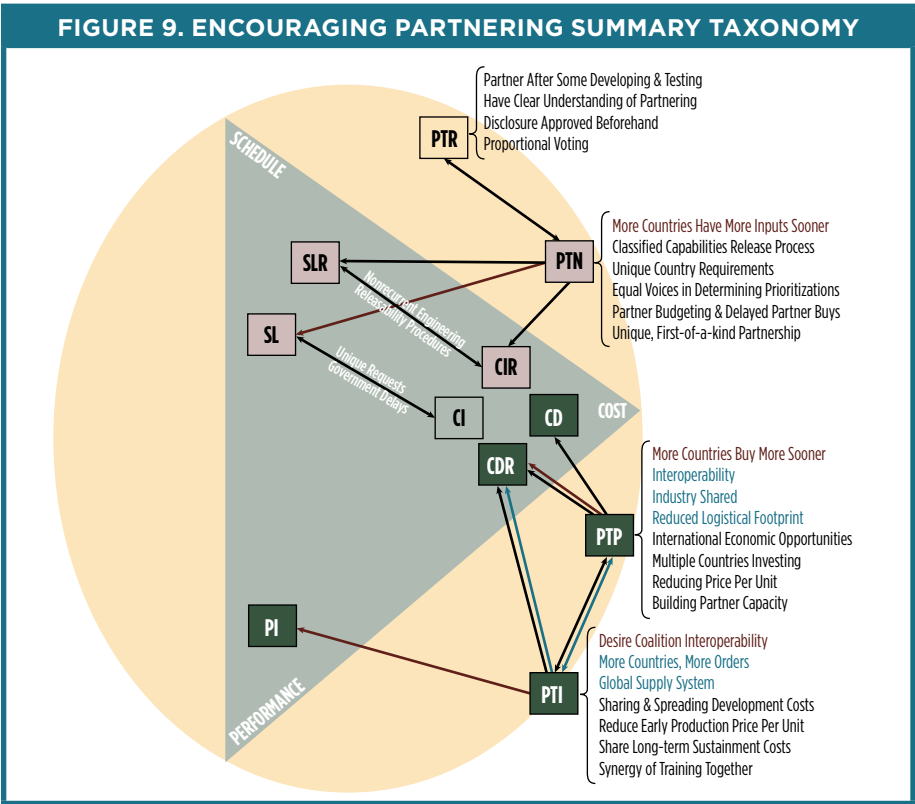 FIGURE 9. ENCOURAGING PARTNERING SUMMARY TAXONOMY
Partner After Some Developing & Testing
Have Clear Understanding of Partnering
Disclosure Approved Beforehand
Proportional Voting
PTR
SCHEDULE
More Countries Have More Inputs Sooner
Classified Capabilities Release Process
Unique Country Requirements
Equal Voices in Determining Prioritizations
Partner Budgeting & Delayed Partner Buys
Unique, First-of-a-kind Partnership
PTN
SLR
Nonrecurrent Engineering
Releasability Procedures
SL
Unique Requests
Government Delays
CIR
CI
CD
COST
CDR
More Countries Buy More Sooner
Interoperability
Industry Shared
Reduced Logistical Footprint
International Economic Opportunities
Multiple Countries Investing
Reducing Price Per Unit
Building Partner Capacity
PTP
PI
Desire Coalition Interoperability
More Countries, More Orders
Global Supply System
Sharing & Spreading Development Costs
Reduce Early Production Price Per Unit
Share Long-term Sustainment Costs
Synergy of Training Together
PTI
PERFORMANCE